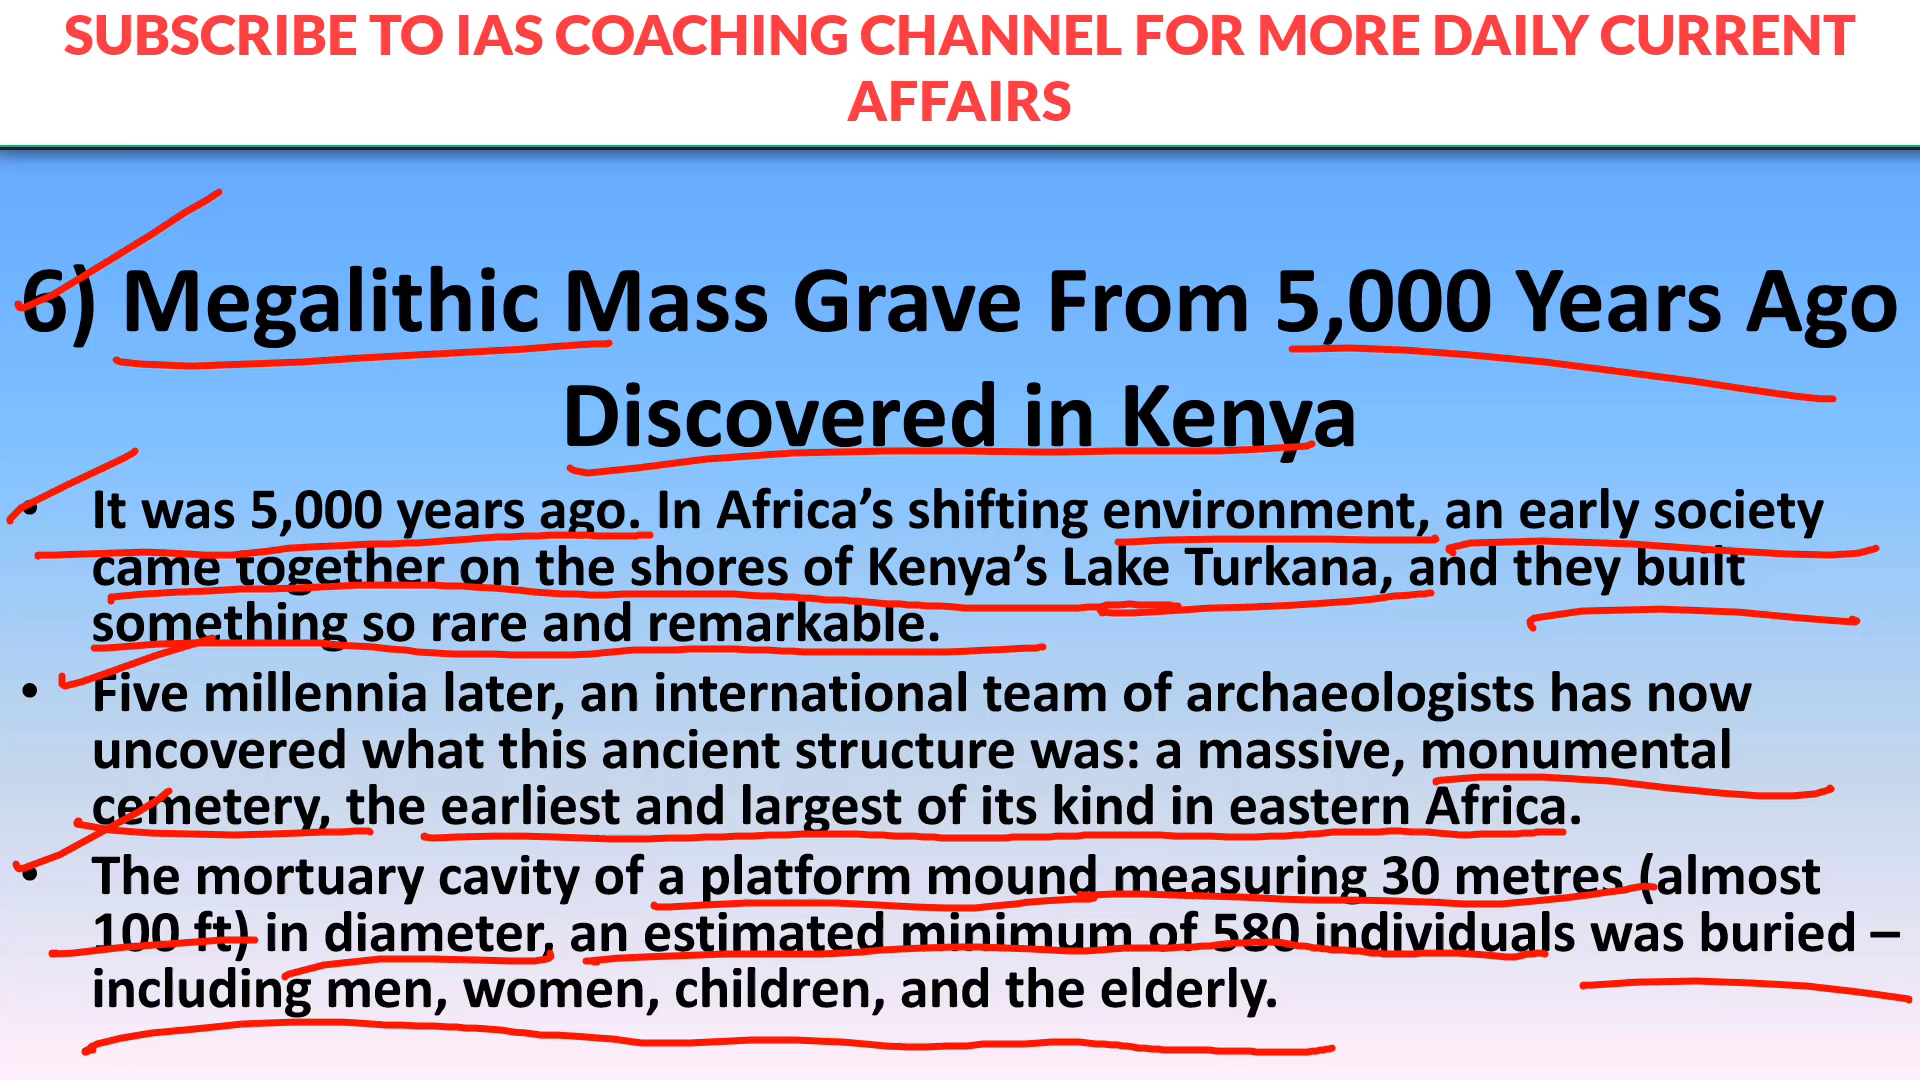 SUBSCRIBE TO IAS COACHING CHANNEL FOR MORE DAILY CURRENT
AFFAIRS
6) Megalithic Mass Grave From 5,000 Years Ago
Discovered in Kenya
• It was 5,000 years ago. In Africa’s shifting environment, an early society
came together on the shores of Kenya’s Lake Turkana, and they built
something so rare and remarkable.
• Five millennia later, an international team of archaeologists has now
uncovered what this ancient structure was: a massive, monumental
cemetery, the earliest and largest of its kind in eastern Africa.
• The mortuary cavity of a platform mound measuring 30 metres (almost
100 ft) in diameter, an estimated minimum of 580 individuals was buried –
including men, women, children, and the elderly.